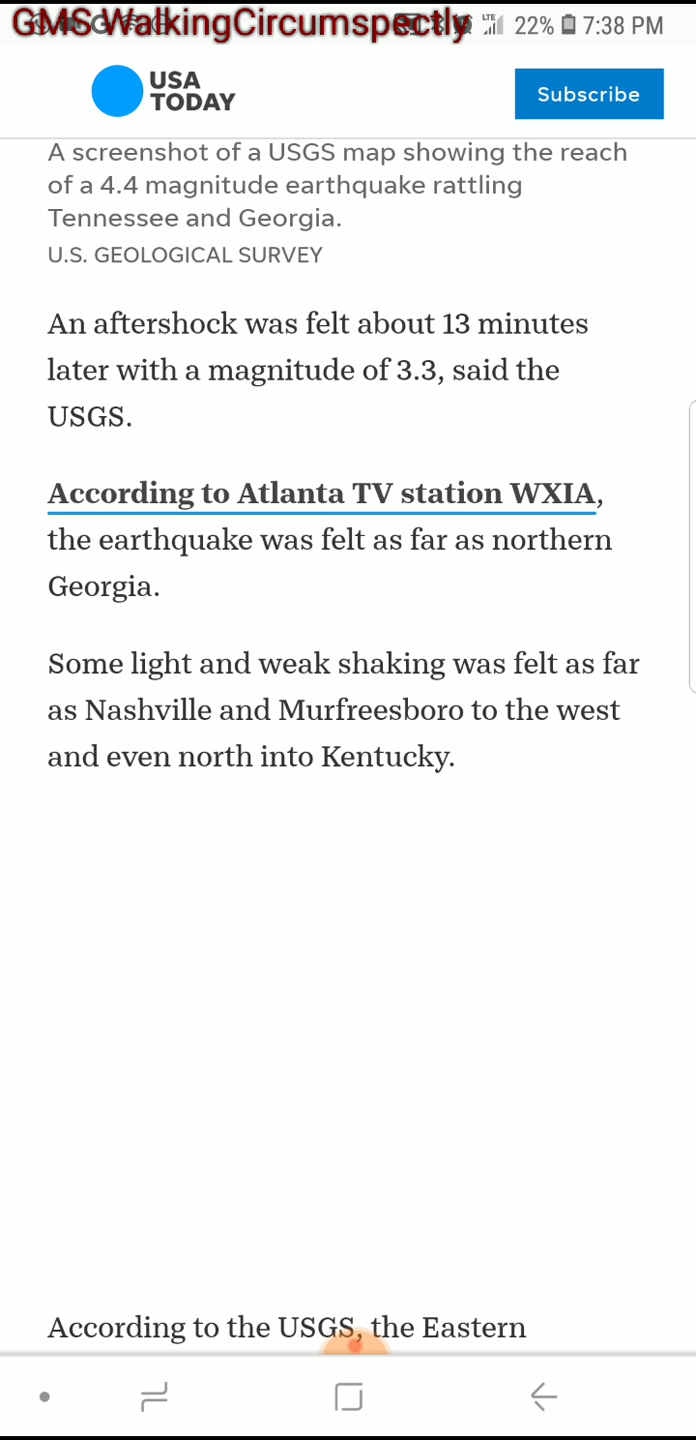 GMS WalkingCircumspectly
LTE 22% 7:38 PM
USA
TODAY
Subscribe
A screenshot of a USGS map showing the reach
of a 4.4 magnitude earthquake rattling
Tennessee and Georgia.
U.S. GEOLOGICAL SURVEY
An aftershock was felt about 13 minutes
later with a magnitude of 3.3, said the
USGS.
According to Atlanta TV station WXIA,
the earthquake was felt as far as northern
Georgia.
Some light and weak shaking was felt as far
as Nashville and Murfreesboro to the west
and even north into Kentucky.
According to the USGS, the Eastern